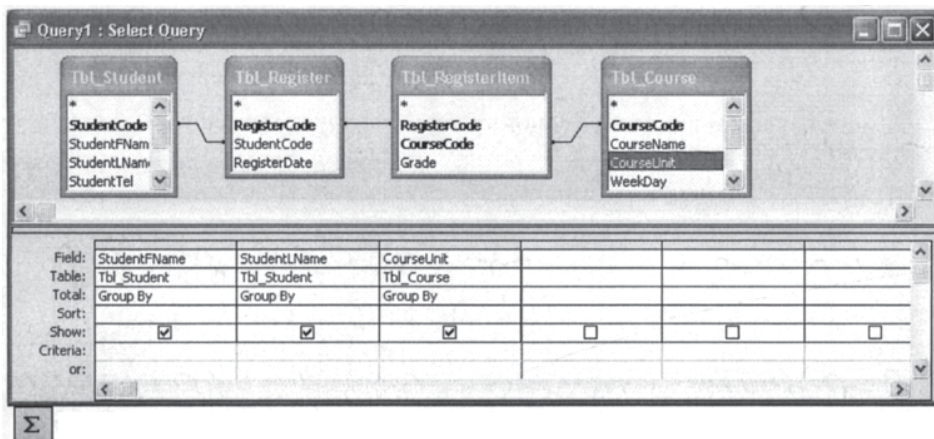 Query1 : Select Query
Tbl_Student
*
StudentCode
StudentFNam
StudentLNam
StudentTel
Tbl_Register
*
RegisterCode
StudentCode
RegisterDate
Tbl_RegisterItem
*
RegisterCode
CourseCode
Grade
Tbl_Course
*
CourseCode
CourseName
CourseUnit
WeekDay
Field: StudentFName StudentLName CourseUnit
Table: Tbl_Student Tbl_Student Tbl_Course
Total: Group By Group By Group By
Sort:
Show:
Criteria:
or:
Σ